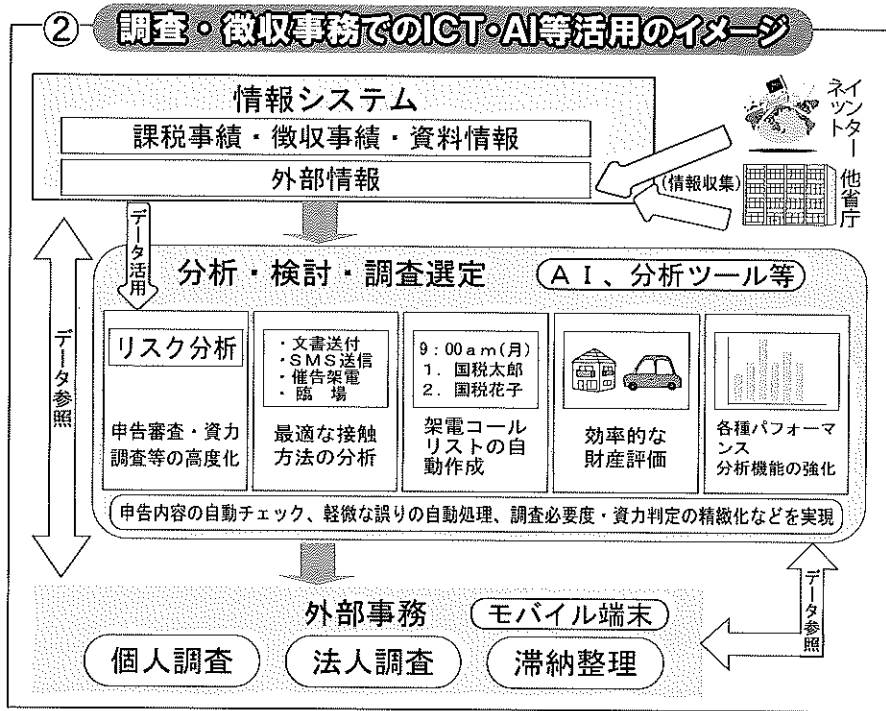 ② 調査・徴収事務でのICT・AI等活用のイメージ
情報システム
課税事績・徴収事績・資料情報
外部情報
インター
ネット
(情報収集)
他省庁
データ活用
データ参照
分析・検討・調査選定
AI、分析ツール等
リスク分析
申告審査・資力
調査等の高度化
・文書送付
・SMS送信
・催告架電
・臨 場
最適な接触
方法の分析
9:00am(月)
1. 国税太郎
2. 国税花子
架電コール
リストの自
動作成
効率的な
財産評価
各種パフォーマ
ンス
分析機能の強化
申告内容の自動チェック、軽微な誤りの自動処理、調査必要度・資力判定の精緻化などを実現
外部事務
モバイル端末
個人調査
法人調査
滞納整理
データ参照